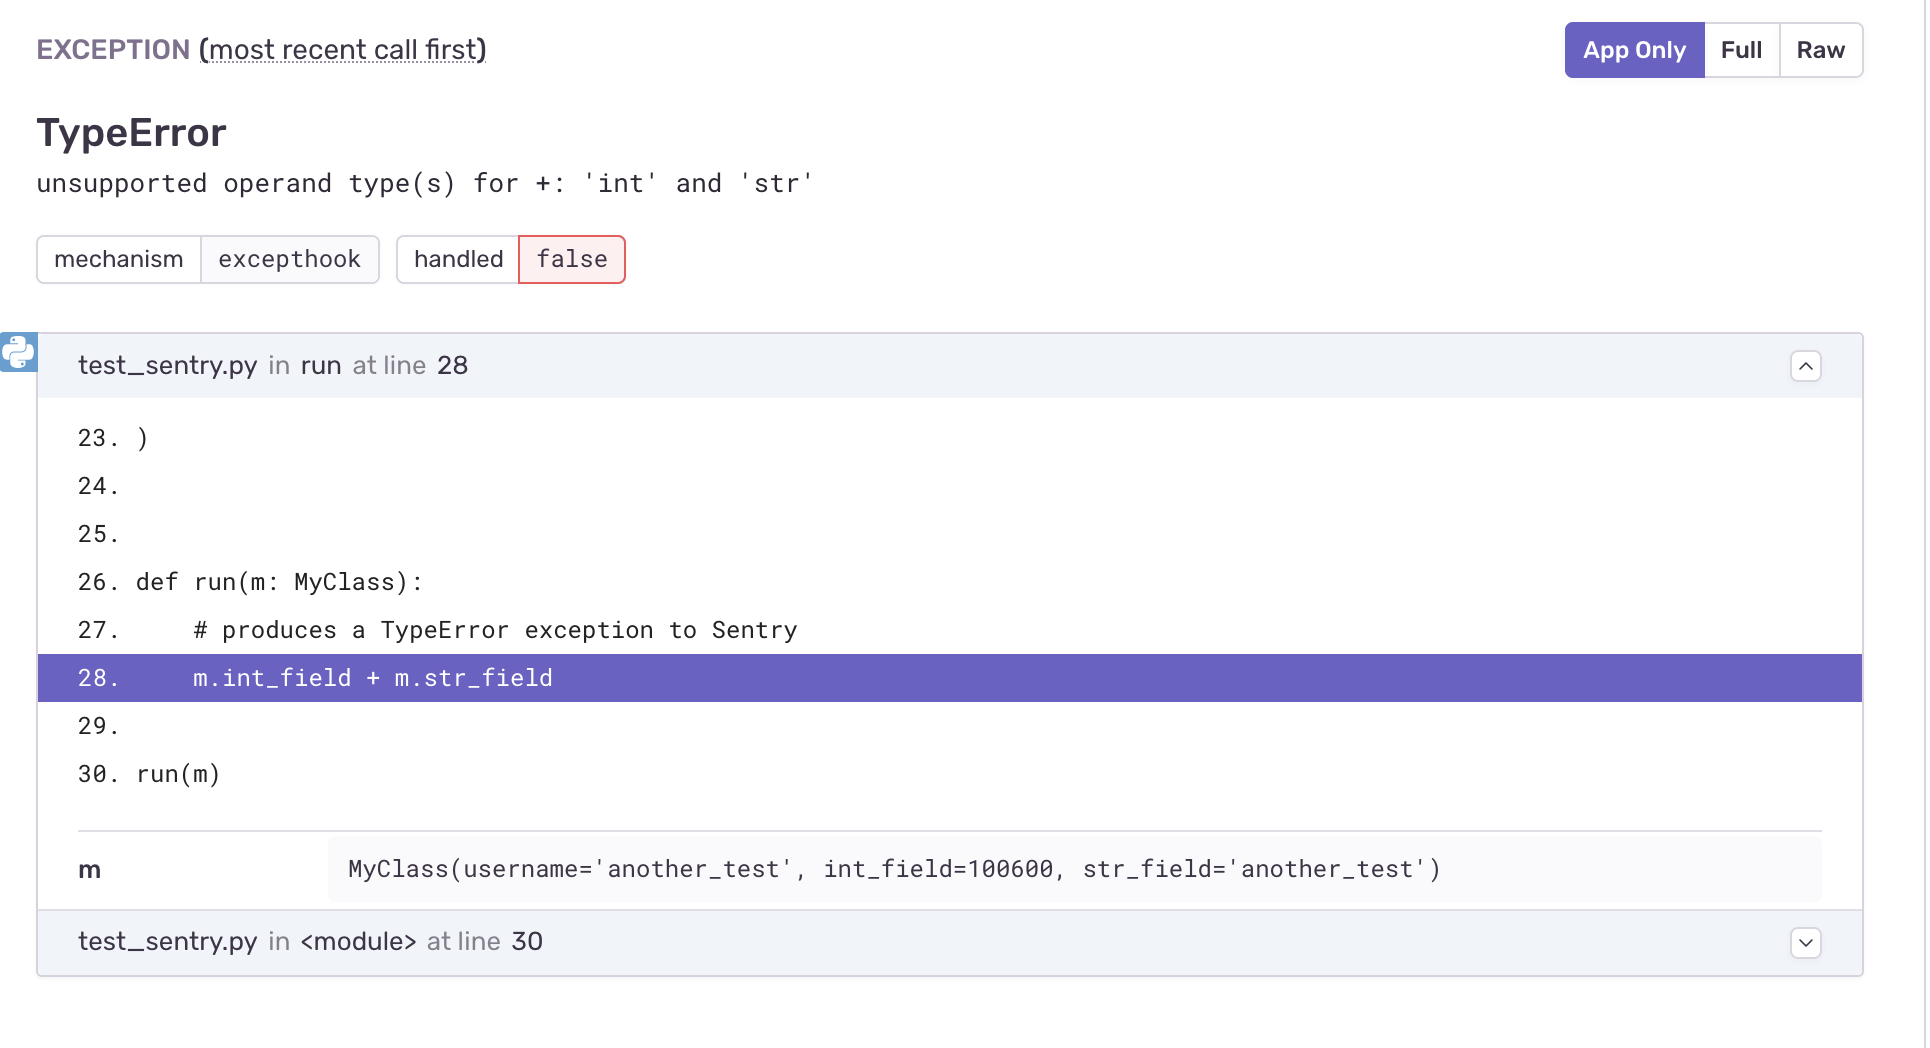 EXCEPTION (most recent call first)
App Only Full Raw
TypeError
unsupported operand type(s) for +: 'int' and 'str'
mechanism excepthook handled false
test_sentry.py in run at line 28
23. )
24.
25.
26. def run(m: MyClass):
27.     # produces a TypeError exception to Sentry
28.     m.int_field + m.str_field
29.
30. run(m)
m MyClass(username='another_test', int_field=100600, str_field='another_test')
test_sentry.py in <module> at line 30